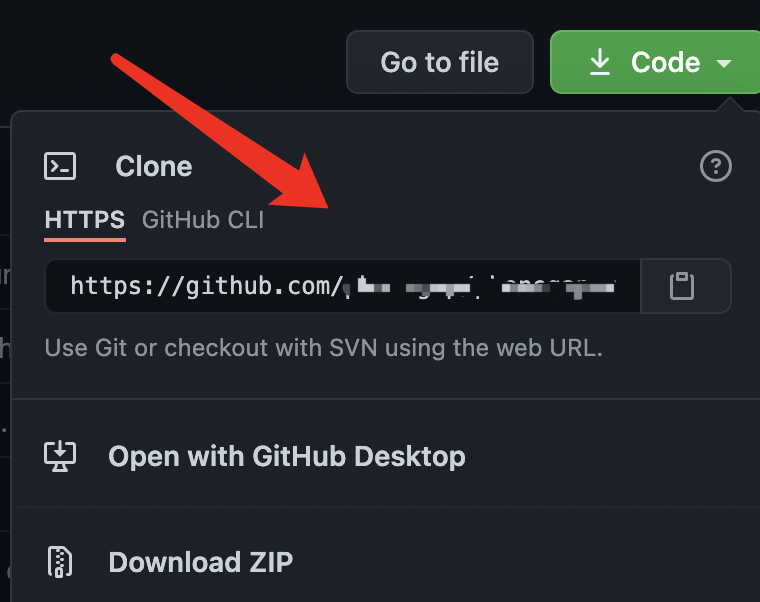 Go to file
Code
Clone
HTTPS GitHub CLI
https://github.com/
Use Git or checkout with SVN using the web URL.
Open with GitHub Desktop
Download ZIP